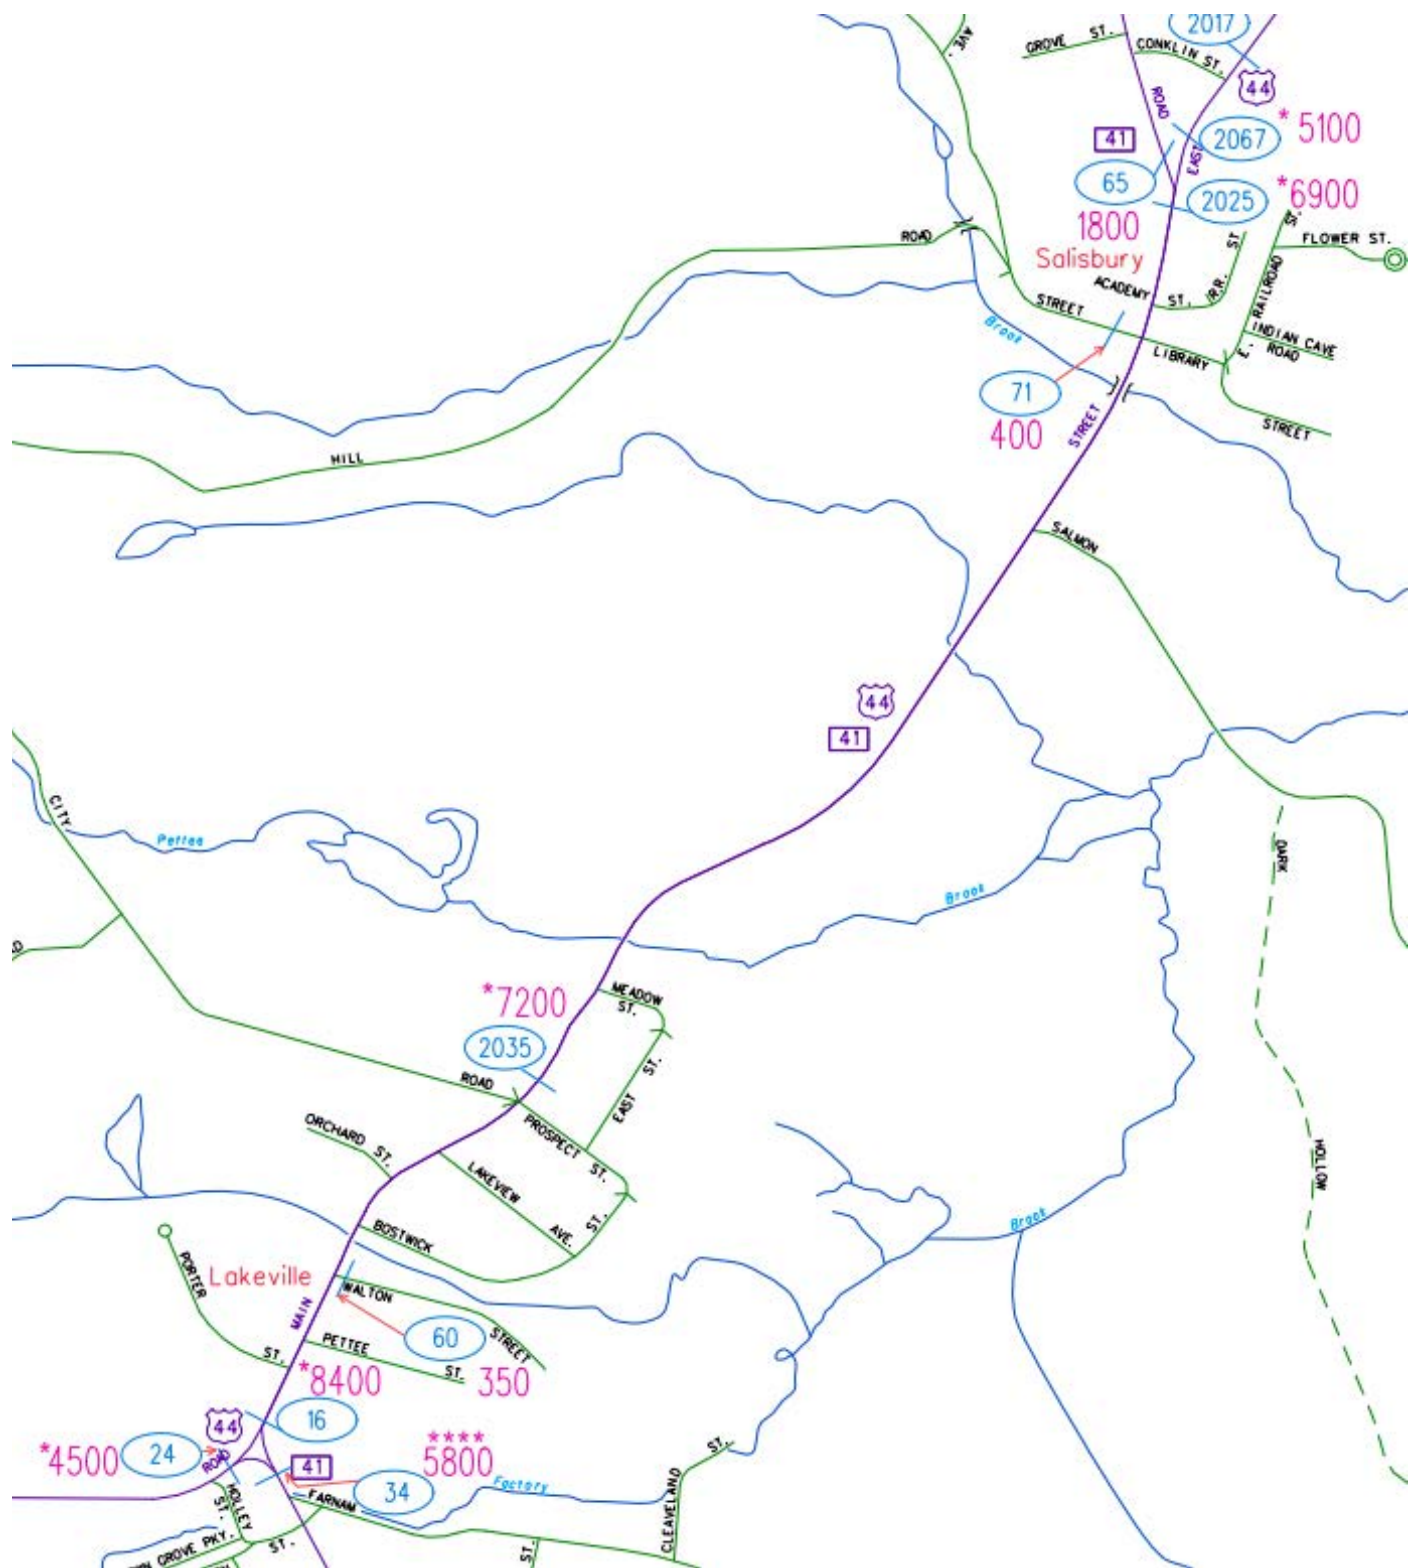 2017
GROVE ST.
AVE.
CONKLIN ST.
44
ROAD
* 5100
41
2067
EAST
65
2025
*6900
1800
ST.
ROAD
ST
FLOWER ST.
Salisbury
ACADEMY ST.
R.R.
RAILROAD
STREET
Brook
INDIAN CAVE
ROAD
LIBRARY
E.
71
STREET
400
STREET
HILL
SALMON
44
41
CITY
Pettee
DARK
Brook
*7200
MEADOW
ST.
2035
ROAD
ST.
EAST
ORCHARD ST.
PROSPECT ST.
LAKEVIEW
AVE.
HOLLOW
ST.
BOSTWICK
Brook
PORTER
Lakeville
WALTON
MAIN
60
STREET
PETTEE
ST.
ST.
*8400
350
16
44
****
*4500
24
5800
ST.
ROAD
41
34
Factory
HOLLEY
ST.
FARNAM
CLEAVELAND
GROVE PKY.
ST.
ST.